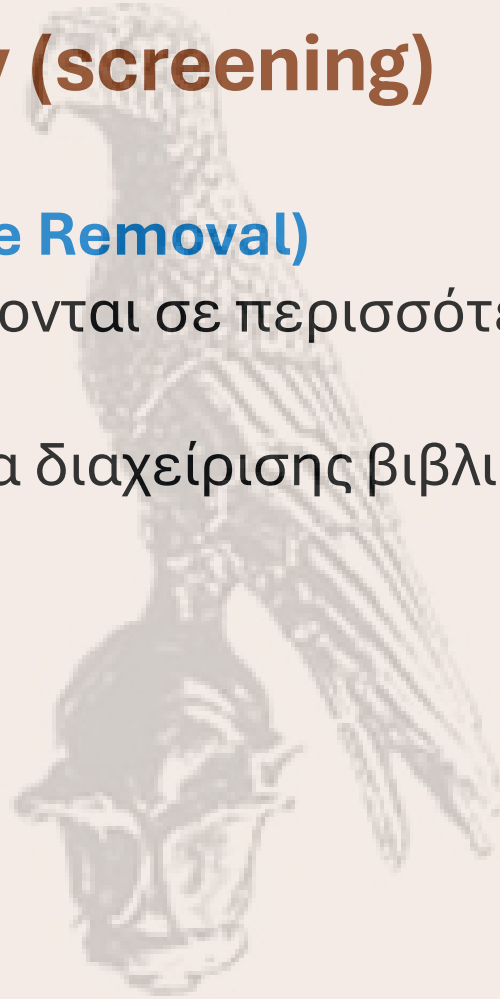 y (screening)
e Removal)
ονται σε περισσότε
α διαχείρισης βιβλι